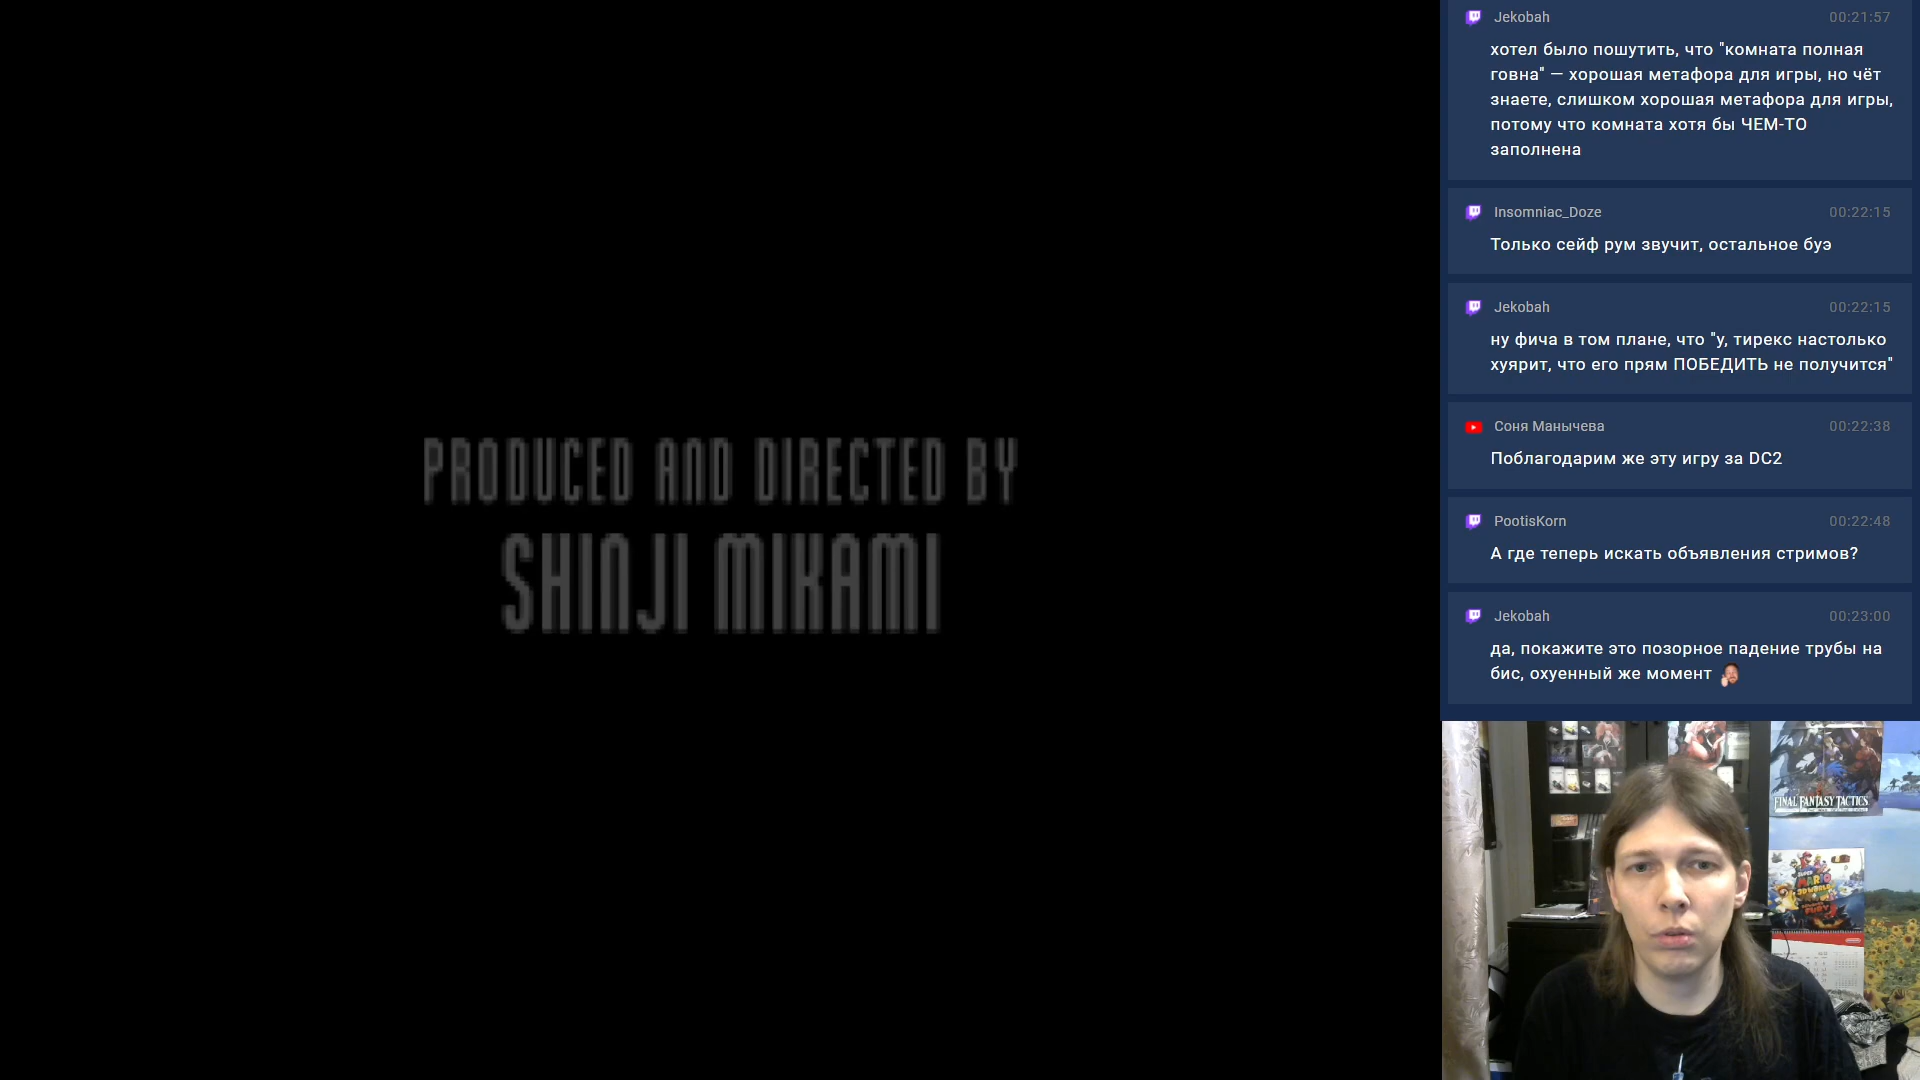 PRODUCED AND DIRECTED BY
SHINJI MIKAMI
Jekobah 00:21:57
хотел было пошутить, что "комната полная
говна" — хорошая метафора для игры, но чёт
знаете, слишком хорошая метафора для игры,
потому что комната хотя бы ЧЕМ-ТО
заполнена
Insomniac_Doze 00:22:15
Только сейф рум звучит, остальное буэ
Jekobah 00:22:15
ну фича в том плане, что "у, тирекс настолько
хуярит, что его прям ПОБЕДИТЬ не получится"
Соня Манычева 00:22:38
Поблагодарим же эту игру за DC2
PootisKorn 00:22:48
А где теперь искать объявления стримов?
Jekobah 00:23:00
да, покажите это позорное падение трубы на
бис, охуенный же момент
FINAL FANTASY TACTICS
SUPER
MARIO
3D WORLD
FURY